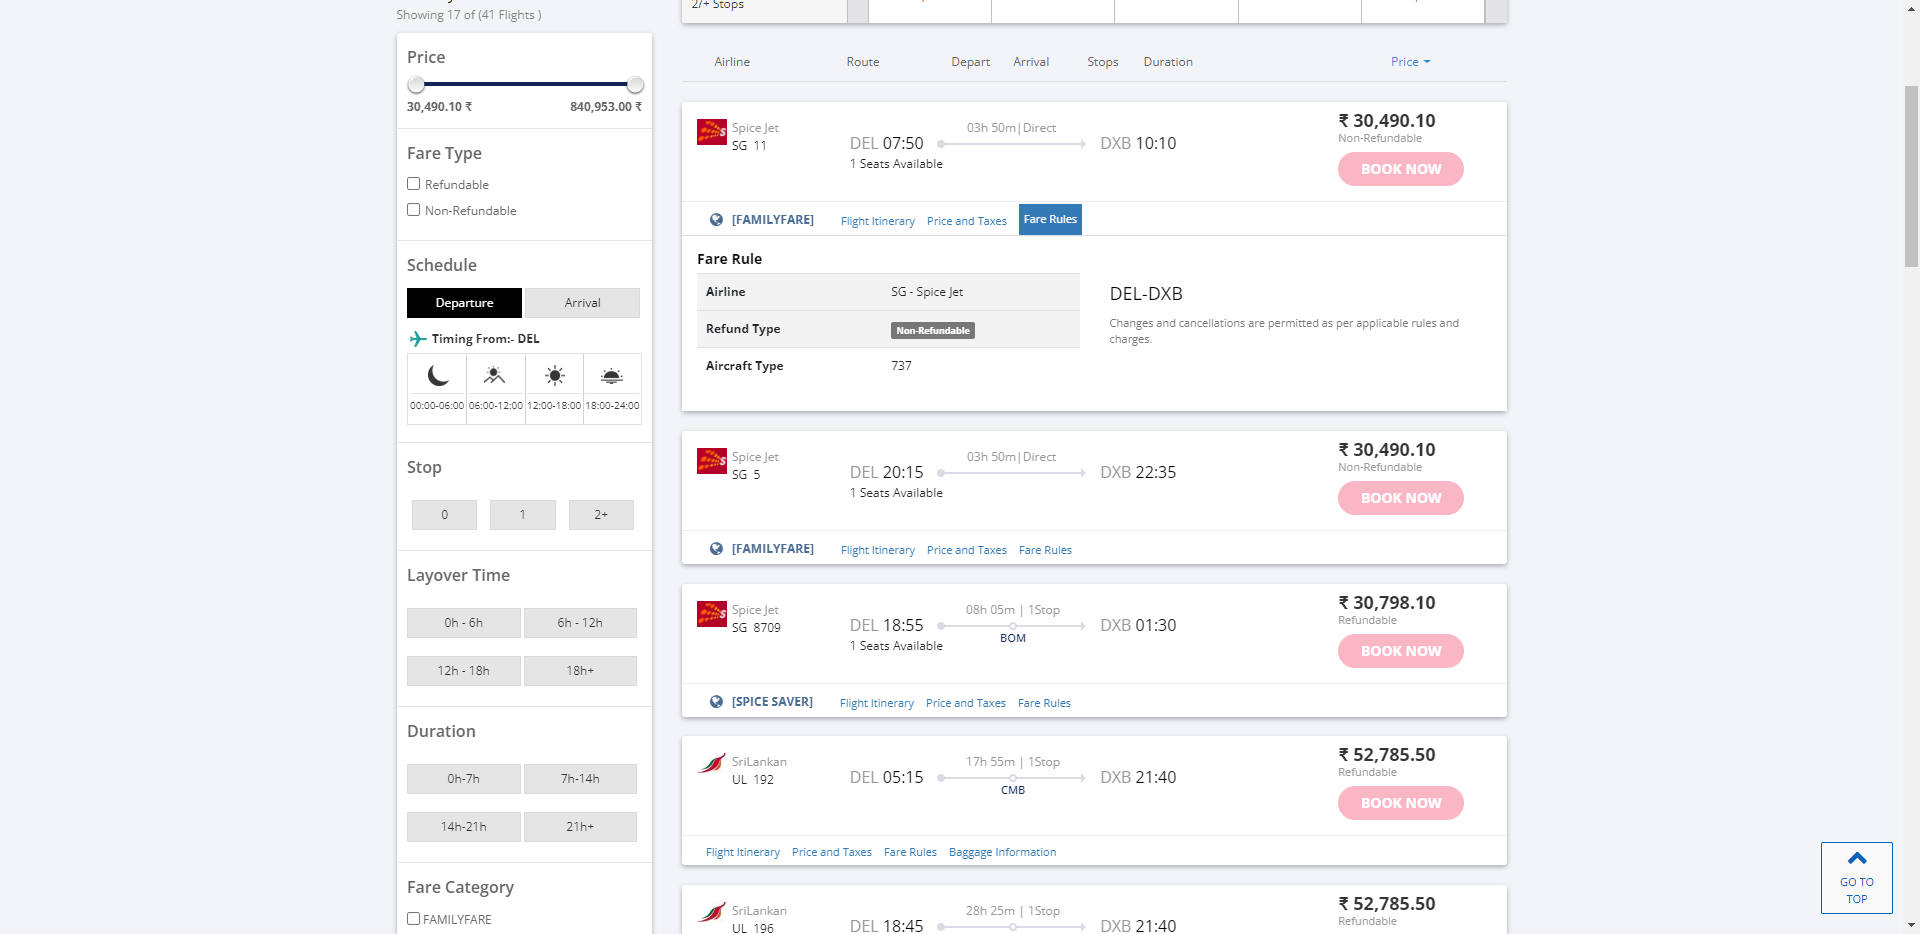 Showing 17 of (41 Flights )
Price
30,490.10 ₹ 840,953.00 ₹
Fare Type
Refundable
Non-Refundable
Schedule
Departure Arrival
Timing From:- DEL
00:00-06:00 06:00-12:00 12:00-18:00 18:00-24:00
Stop
0 1 2+
Layover Time
0h - 6h 6h - 12h
12h - 18h 18h+
Duration
0h-7h 7h-14h
14h-21h 21h+
Fare Category
FAMILYFARE
2/+ Stops
Airline Route Depart Arrival Stops Duration Price
Spice Jet
SG 11
DEL 07:50
1 Seats Available
03h 50m|Direct
DXB 10:10
₹ 30,490.10
Non-Refundable
BOOK NOW
[FAMILYFARE] Flight Itinerary Price and Taxes Fare Rules
Fare Rule
Airline SG - Spice Jet
Refund Type Non-Refundable
Aircraft Type 737
DEL-DXB
Changes and cancellations are permitted as per applicable rules and
charges.
Spice Jet
SG 5
DEL 20:15
1 Seats Available
03h 50m|Direct
DXB 22:35
₹ 30,490.10
Non-Refundable
BOOK NOW
[FAMILYFARE] Flight Itinerary Price and Taxes Fare Rules
Spice Jet
SG 8709
DEL 18:55
1 Seats Available
08h 05m | 1Stop
BOM
DXB 01:30
₹ 30,798.10
Refundable
BOOK NOW
[SPICE SAVER] Flight Itinerary Price and Taxes Fare Rules
SriLankan
UL 192
DEL 05:15
17h 55m | 1Stop
CMB
DXB 21:40
₹ 52,785.50
Refundable
BOOK NOW
Flight Itinerary Price and Taxes Fare Rules Baggage Information
SriLankan
UL 196
DEL 18:45
28h 25m | 1Stop
DXB 21:40
₹ 52,785.50
Refundable
GO TO
TOP